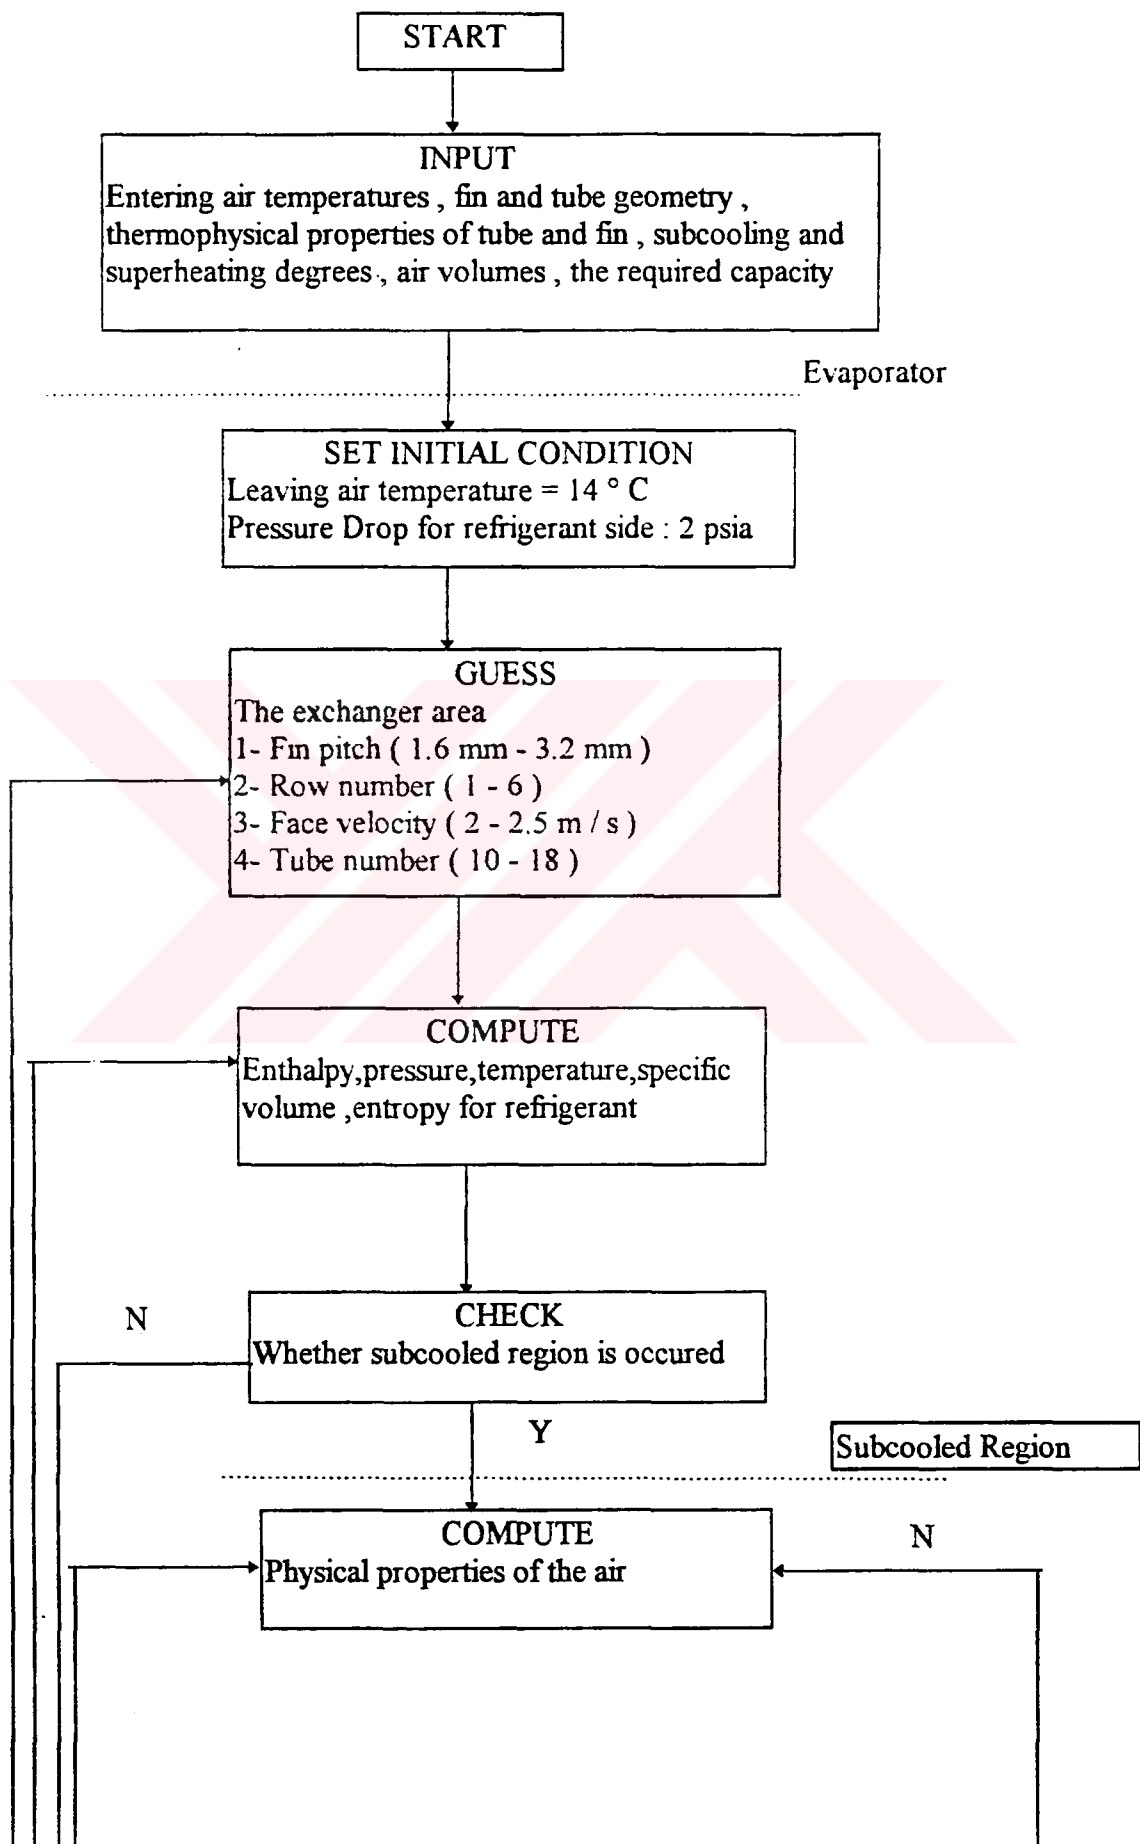 START
INPUT
Entering air temperatures , fin and tube geometry ,
thermophysical properties of tube and fin , subcooling and
superheating degrees , air volumes , the required capacity
Evaporator
SET INITIAL CONDITION
Leaving air temperature = 14 ° C
Pressure Drop for refrigerant side : 2 psia
GUESS
The exchanger area
1- Fin pitch ( 1.6 mm - 3.2 mm )
2- Row number ( 1 - 6 )
3- Face velocity ( 2 - 2.5 m / s )
4- Tube number ( 10 - 18 )
COMPUTE
Enthalpy,pressure,temperature,specific
volume ,entropy for refrigerant
CHECK
Whether subcooled region is occured
N
Y
Subcooled Region
COMPUTE
Physical properties of the air
N